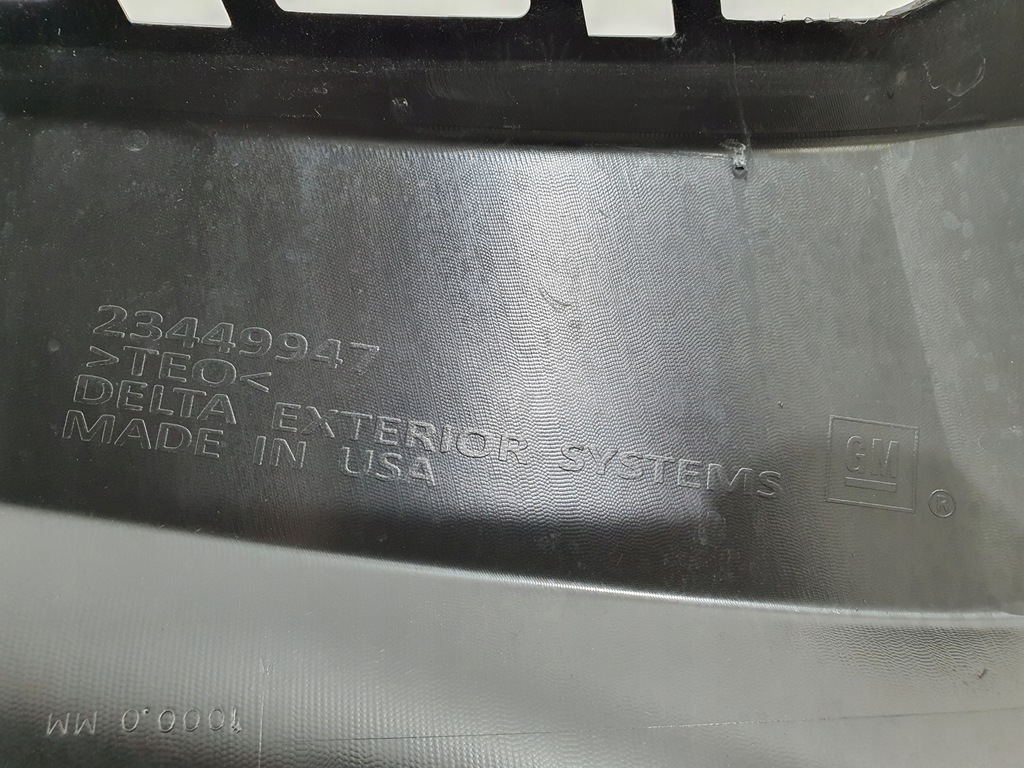 23449947
>TEO<
DELTA EXTERIOR SYSTEMS
MADE IN USA
GM
®
1000.0 MM